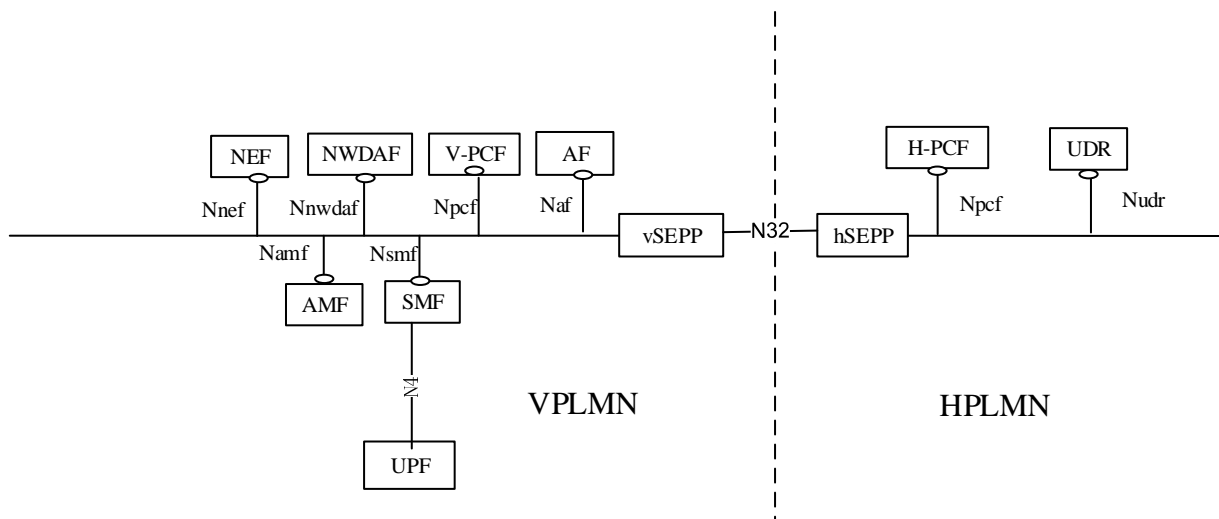 NEF
NWDAF
V-PCF
AF
H-PCF
UDR
Nnef
Nnwdaf
Npcf
Naf
Npcf
Nudr
vSEPP
N32
hSEPP
Namf
Nsmf
AMF
SMF
N4
VPLMN
HPLMN
UPF